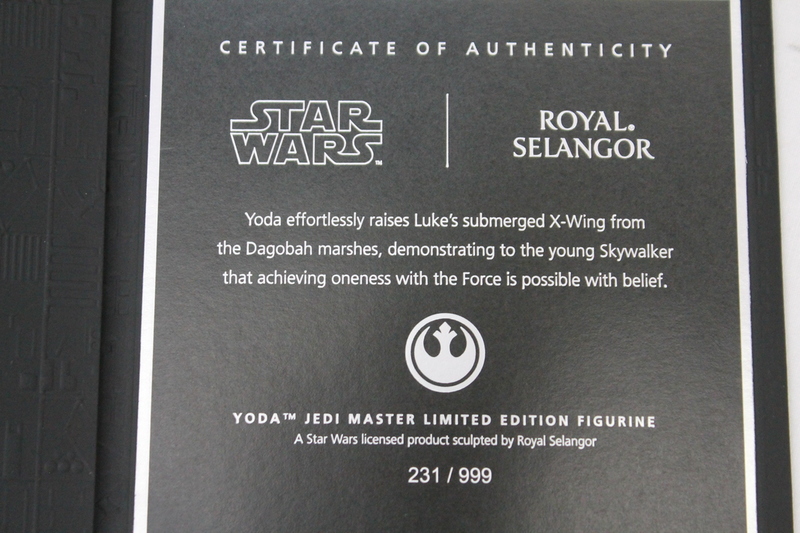 CERTIFICATE OF AUTHENTICITY
STAR WARS™
ROYAL.
SELANGOR
Yoda effortlessly raises Luke's submerged X-Wing from
the Dagobah marshes, demonstrating to the young Skywalker
that achieving oneness with the Force is possible with belief.
YODA™ JEDI MASTER LIMITED EDITION FIGURINE
A Star Wars licensed product sculpted by Royal Selangor
231 / 999